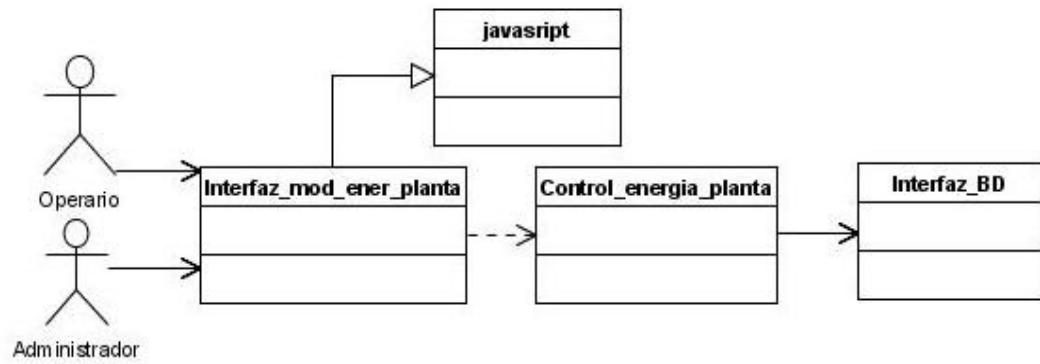 javasript
Operario
Interfaz_mod_ener_planta
Control_energia_planta
Interfaz_BD
Administrador